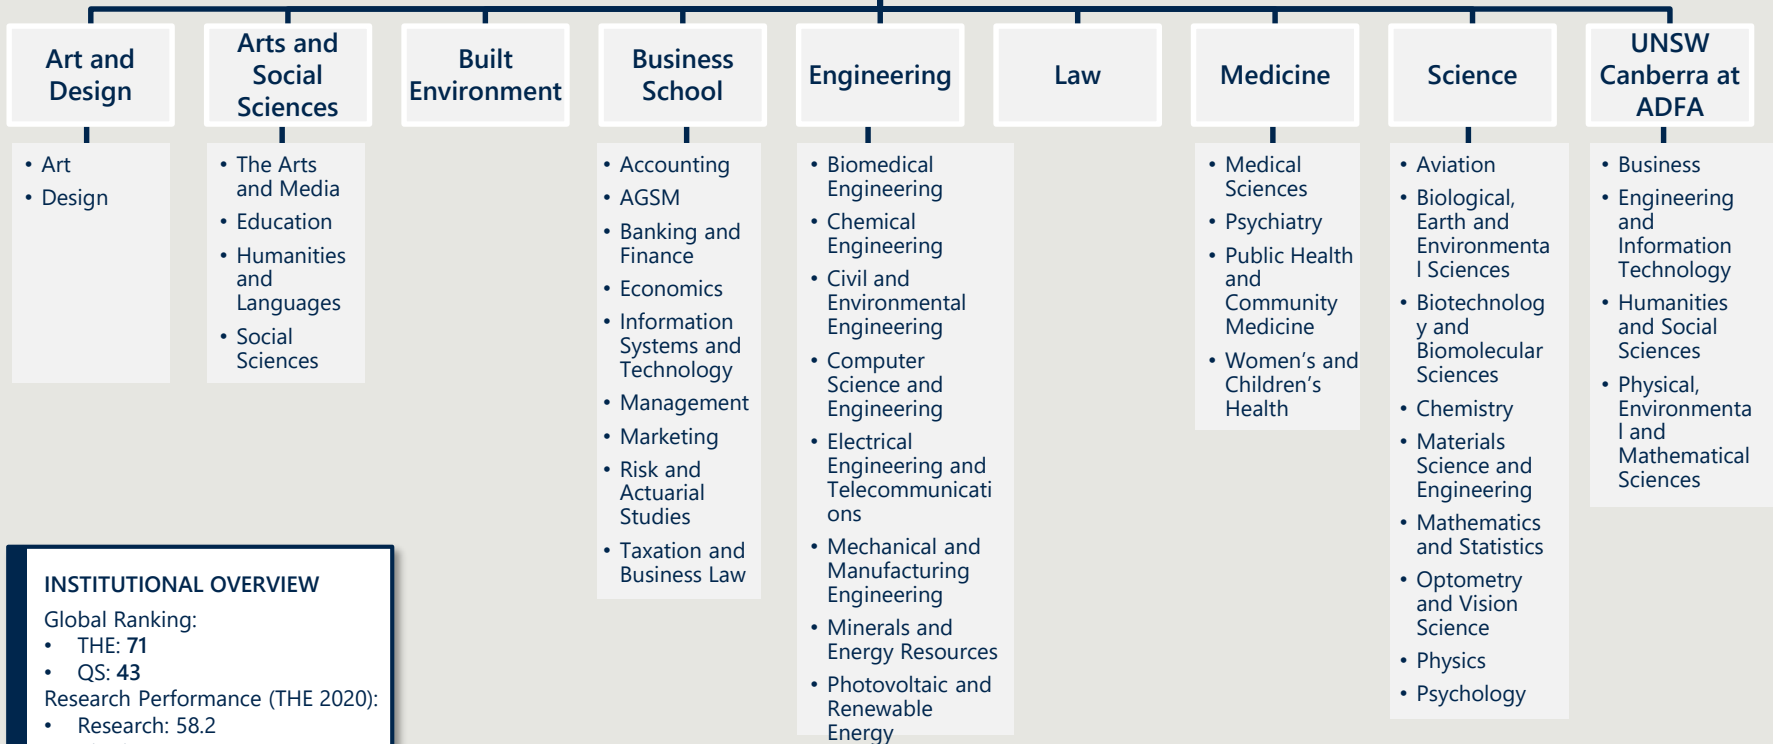 Art and
Design
Arts and
Social
Sciences
Built
Environment
Business
School
Engineering
Law
Medicine
Science
UNSW
Canberra at
ADFA
• Art
• Design
• The Arts
and Media
• Education
• Humanities
and
Languages
• Social
Sciences
• Accounting
• AGSM
• Banking and
Finance
• Economics
• Information
Systems and
Technology
• Management
• Marketing
• Risk and
Actuarial
Studies
• Taxation and
Business Law
• Biomedical
Engineering
• Chemical
Engineering
• Civil and
Environmental
Engineering
• Computer
Science and
Engineering
• Electrical
Engineering and
Telecommunicati
ons
• Mechanical and
Manufacturing
Engineering
• Minerals and
Energy Resources
• Photovoltaic and
Renewable
Energy
• Medical
Sciences
• Psychiatry
• Public Health
and
Community
Medicine
• Women's and
Children's
Health
• Aviation
• Biological,
Earth and
Environmenta
l Sciences
• Biotechnolog
y and
Biomolecular
Sciences
• Chemistry
• Materials
Science and
Engineering
• Mathematics
and Statistics
• Optometry
and Vision
Science
• Physics
• Psychology
• Business
• Engineering
and
Information
Technology
• Humanities
and Social
Sciences
• Physical,
Environmenta
l and
Mathematical
Sciences
INSTITUTIONAL OVERVIEW
Global Ranking:
• THE: 71
• QS: 43
Research Performance (THE 2020):
• Research: 58.2